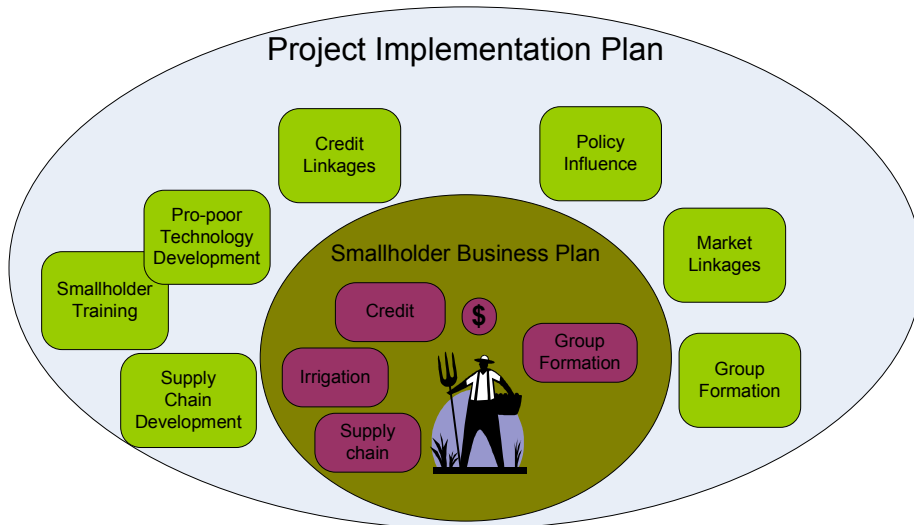 Project Implementation Plan
Credit
Linkages
Policy
Influence
Pro-poor
Technology
Development
Market
Linkages
Smallholder
Training
Supply
Chain
Development
Group
Formation
Smallholder Business Plan
Credit
$
Group
Formation
Irrigation
Supply
chain